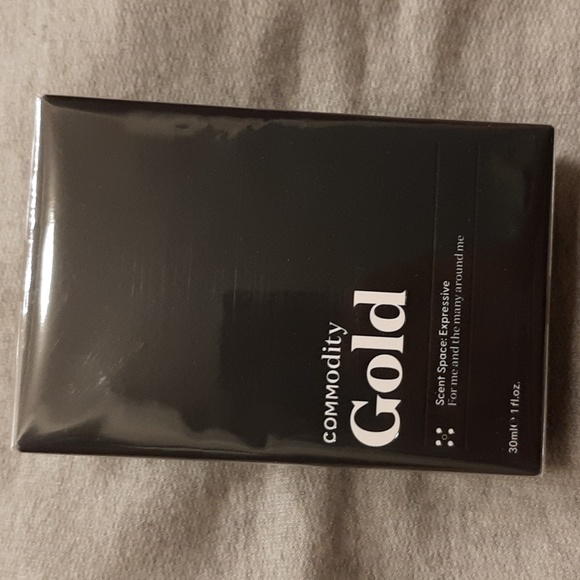 COMModity
Gold
Scent Space: Expressive
For me and the many around me
30ml℮ 1 fl.oz.